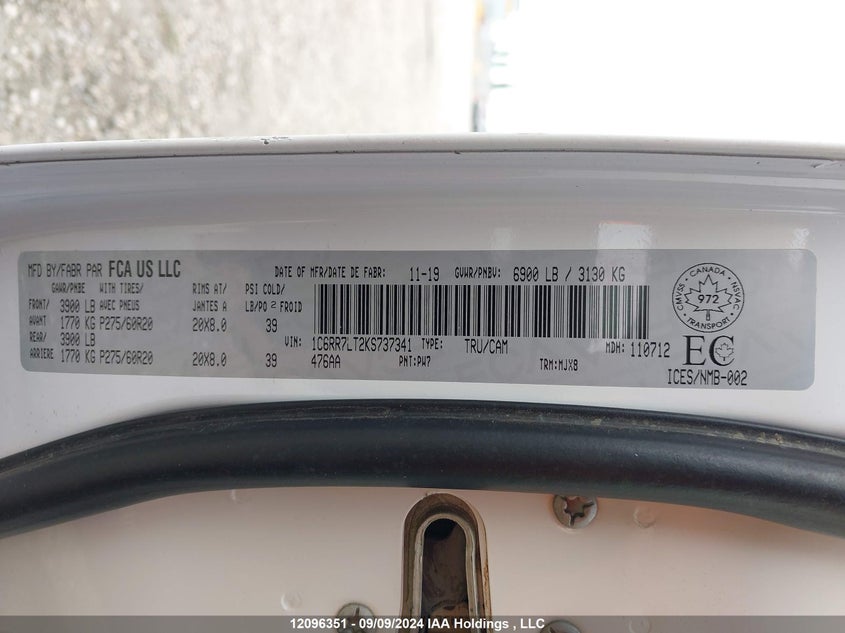 MFD BY/FABR PAR FCA US LLC
DATE OF MFR/DATE DE FABR: 11-19 GVWR/PNBV: 6900 LB / 3130 KG
GAWR/PNBE WITH TIRES/ RIMS AT/ PSI COLD/
FRONT/ 3900 LB AVEC PNEUS JANTES A LB/PO 2 FROID
AVANT 1770 KG P275/60R20 20X8.0 39
REAR/ 3900 LB
ARRIERE 1770 KG P275/60R20 20X8.0 39
VIN: 1C6RR7LT2KS737341 TYPE: TRU/CAM MDH: 110712
476AA PNT:PW7 TRM:MJX8
CANADA
CMVSS 972 NSVAC
TRANSPORT
EC
ICES/NMB-002
12096351 - 09/09/2024 IAA Holdings , LLC